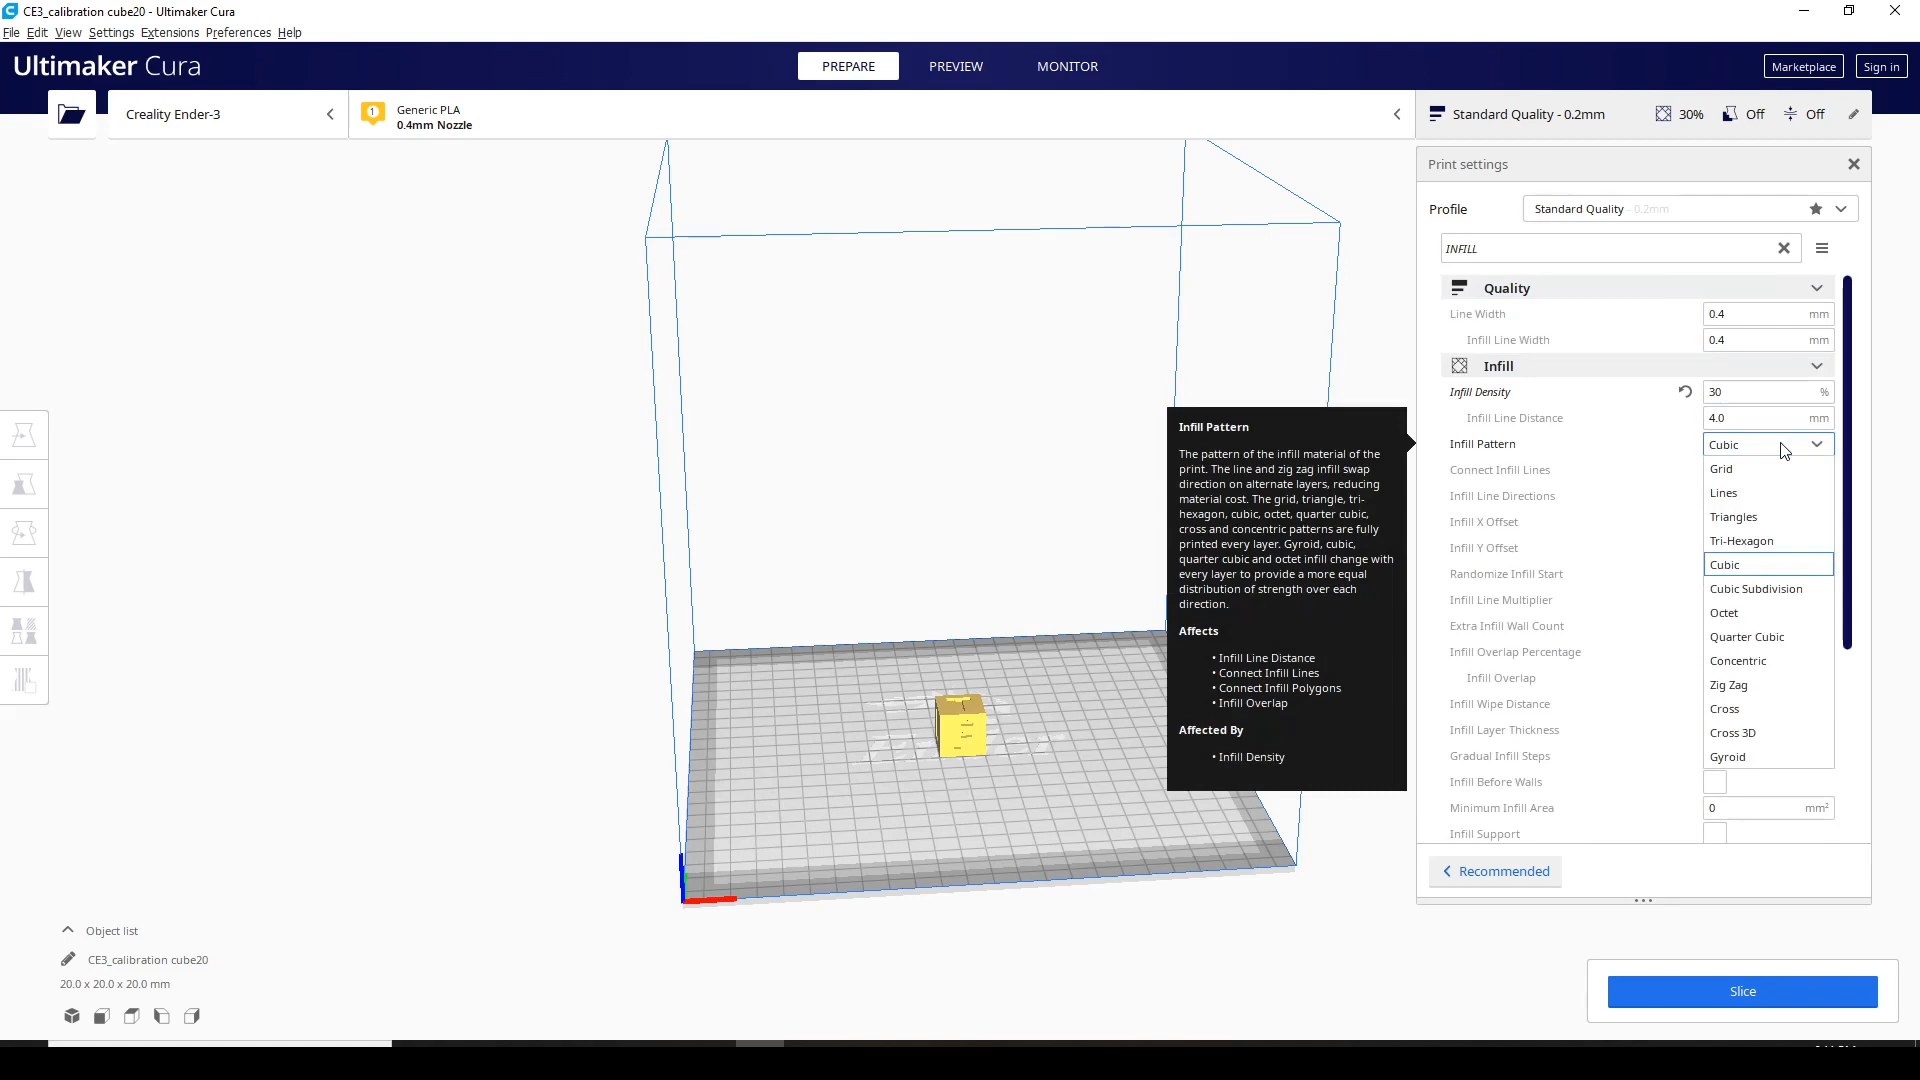 CE3_calibration cube20 - Ultimaker Cura
File Edit View Settings Extensions Preferences Help
Ultimaker Cura
PREPARE PREVIEW MONITOR
Marketplace Sign in
Creality Ender-3
1
Generic PLA
0.4mm Nozzle
Standard Quality - 0.2mm 30% Off Off
Print settings
Profile Standard Quality - 0.2mm
INFILL
Quality
Line Width 0.4 mm
Infill Line Width 0.4 mm
Infill
Infill Density 30 %
Infill Line Distance 4.0 mm
Infill Pattern Cubic
Connect Infill Lines
Infill Line Directions
Infill X Offset
Infill Y Offset
Randomize Infill Start
Infill Line Multiplier
Extra Infill Wall Count
Infill Overlap Percentage
Infill Overlap
Infill Wipe Distance
Infill Layer Thickness
Gradual Infill Steps
Infill Before Walls
Minimum Infill Area 0 mm²
Infill Support
Grid
Lines
Triangles
Tri-Hexagon
Cubic
Cubic Subdivision
Octet
Quarter Cubic
Concentric
Zig Zag
Cross
Cross 3D
Gyroid
Infill Pattern
The pattern of the infill material of the
print. The line and zig zag infill swap
direction on alternate layers, reducing
material cost. The grid, triangle, tri-
hexagon, cubic, octet, quarter cubic,
cross and concentric patterns are fully
printed every layer. Gyroid, cubic,
quarter cubic and octet infill change with
every layer to provide a more equal
distribution of strength over each
direction.
Affects
• Infill Line Distance
• Connect Infill Lines
• Connect Infill Polygons
• Infill Overlap
Affected By
• Infill Density
Recommended
Object list
CE3_calibration cube20
20.0 x 20.0 x 20.0 mm
Slice